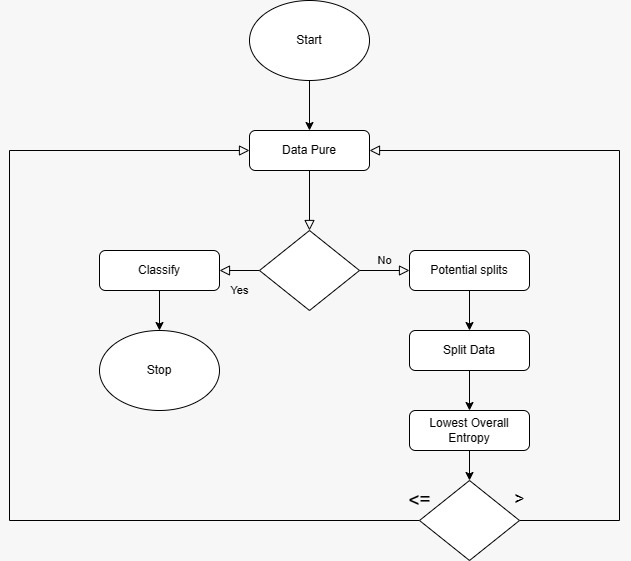 Start
Data Pure
Classify
Yes
No
Potential splits
Stop
Split Data
Lowest Overall
Entropy
<=
>